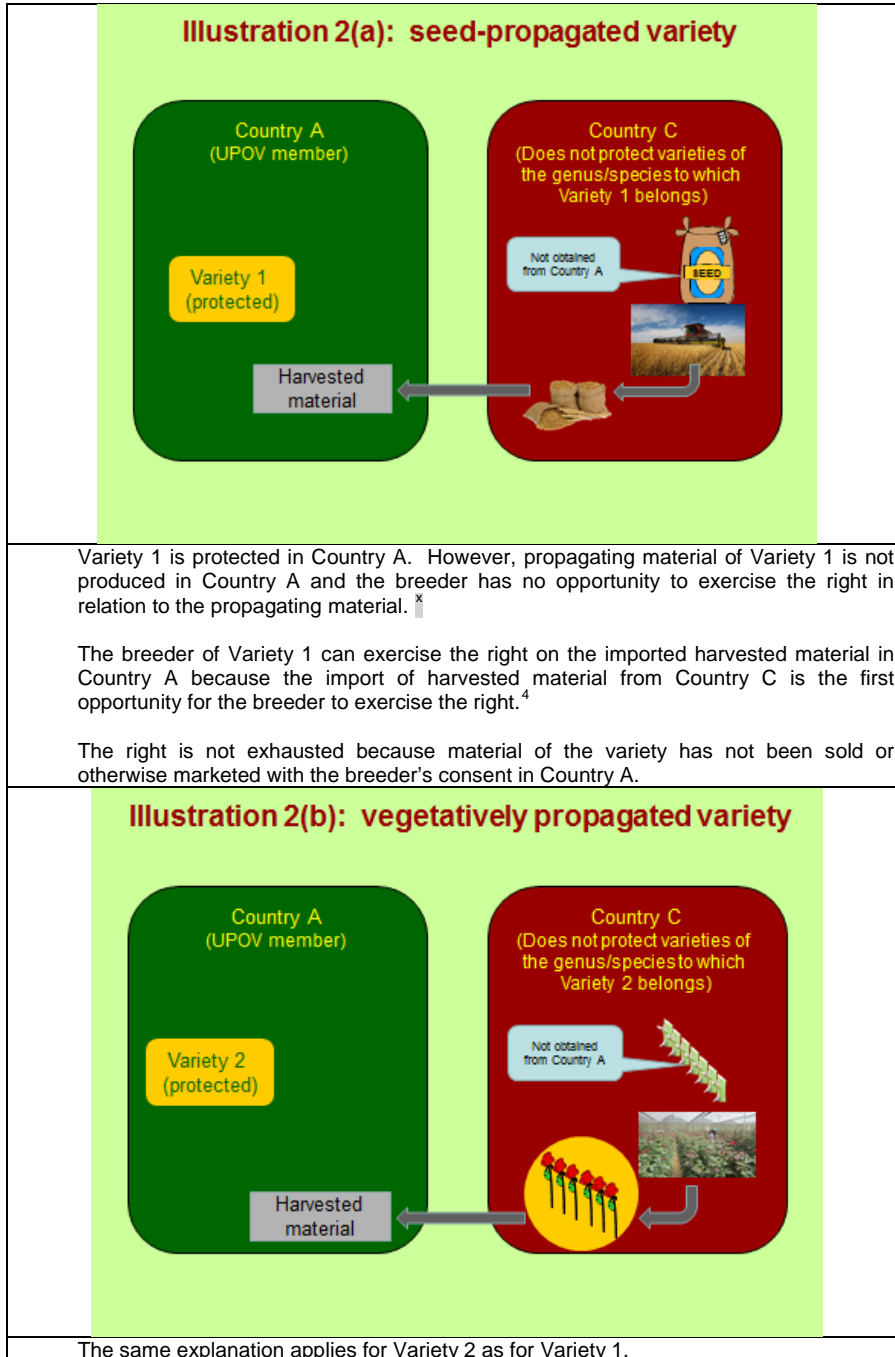 Illustration 2(a): seed-propagated variety
Country A
(UPOV member)
Country C
(Does not protect varieties of
the genus/species to which
Variety 1 belongs)
Not obtained
from Country A
SEED
Variety 1
(protected)
Harvested
material
Variety 1 is protected in Country A. However, propagating material of Variety 1 is not
produced in Country A and the breeder has no opportunity to exercise the right in
relation to the propagating material. x
The breeder of Variety 1 can exercise the right on the imported harvested material in
Country A because the import of harvested material from Country C is the first
opportunity for the breeder to exercise the right.4
The right is not exhausted because material of the variety has not been sold or
otherwise marketed with the breeder's consent in Country A.
Illustration 2(b): vegetatively propagated variety
Country A
(UPOV member)
Country C
(Does not protect varieties of
the genus/species to which
Variety 2 belongs)
Not obtained
from Country A
Variety 2
(protected)
Harvested
material
The same explanation applies for Variety 2 as for Variety 1.